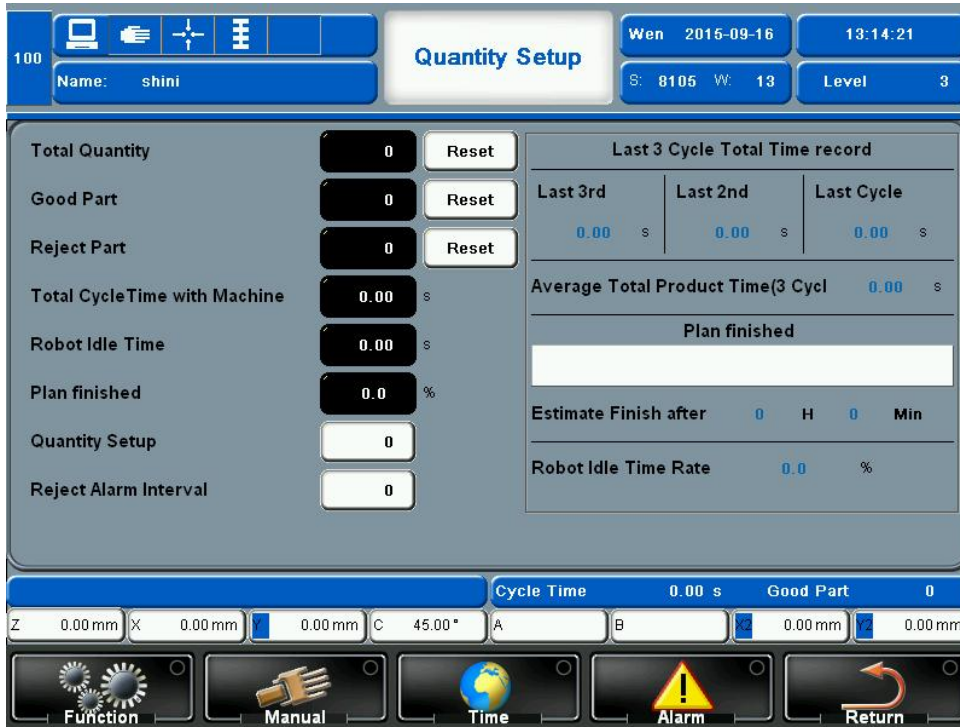 100
Name: shini
Quantity Setup
Wen 2015-09-16
13:14:21
S: 8105 W: 13
Level 3
Total Quantity 0 Reset
Good Part 0 Reset
Reject Part 0 Reset
Total CycleTime with Machine 0.00 s
Robot Idle Time 0.00 s
Plan finished 0.0 %
Quantity Setup 0
Reject Alarm Interval 0
Last 3 Cycle Total Time record
Last 3rd Last 2nd Last Cycle
0.00 s 0.00 s 0.00 s
Average Total Product Time(3 Cycl 0.00 s
Plan finished
Estimate Finish after 0 H 0 Min
Robot Idle Time Rate 0.0 %
Cycle Time 0.00 s Good Part 0
Z 0.00 mm X 0.00 mm Y 0.00 mm C 45.00 ° A B X2 0.00 mm Y2 0.00 mm
Function Manual Time Alarm Return